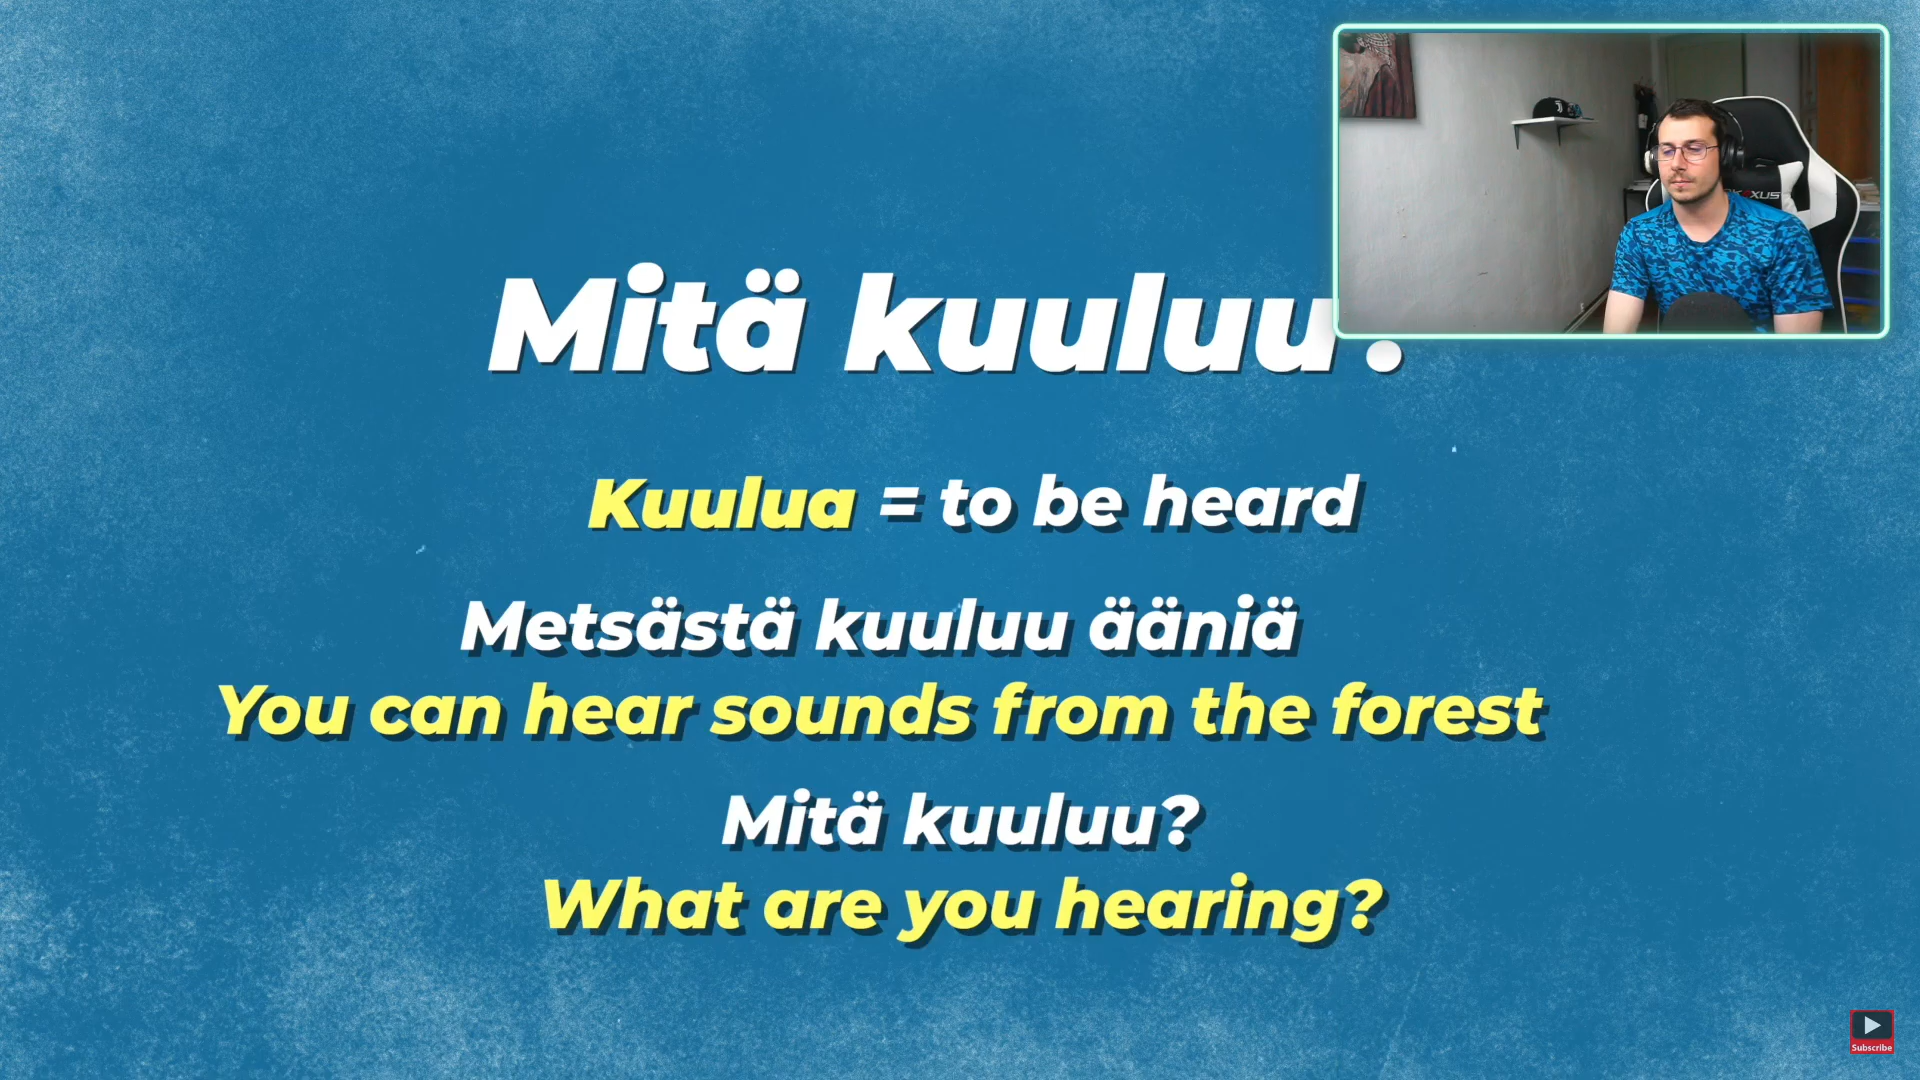 Mitä kuuluu?
Kuulua = to be heard
Metsästä kuuluu ääniä
You can hear sounds from the forest
Mitä kuuluu?
What are you hearing?
Subscribe